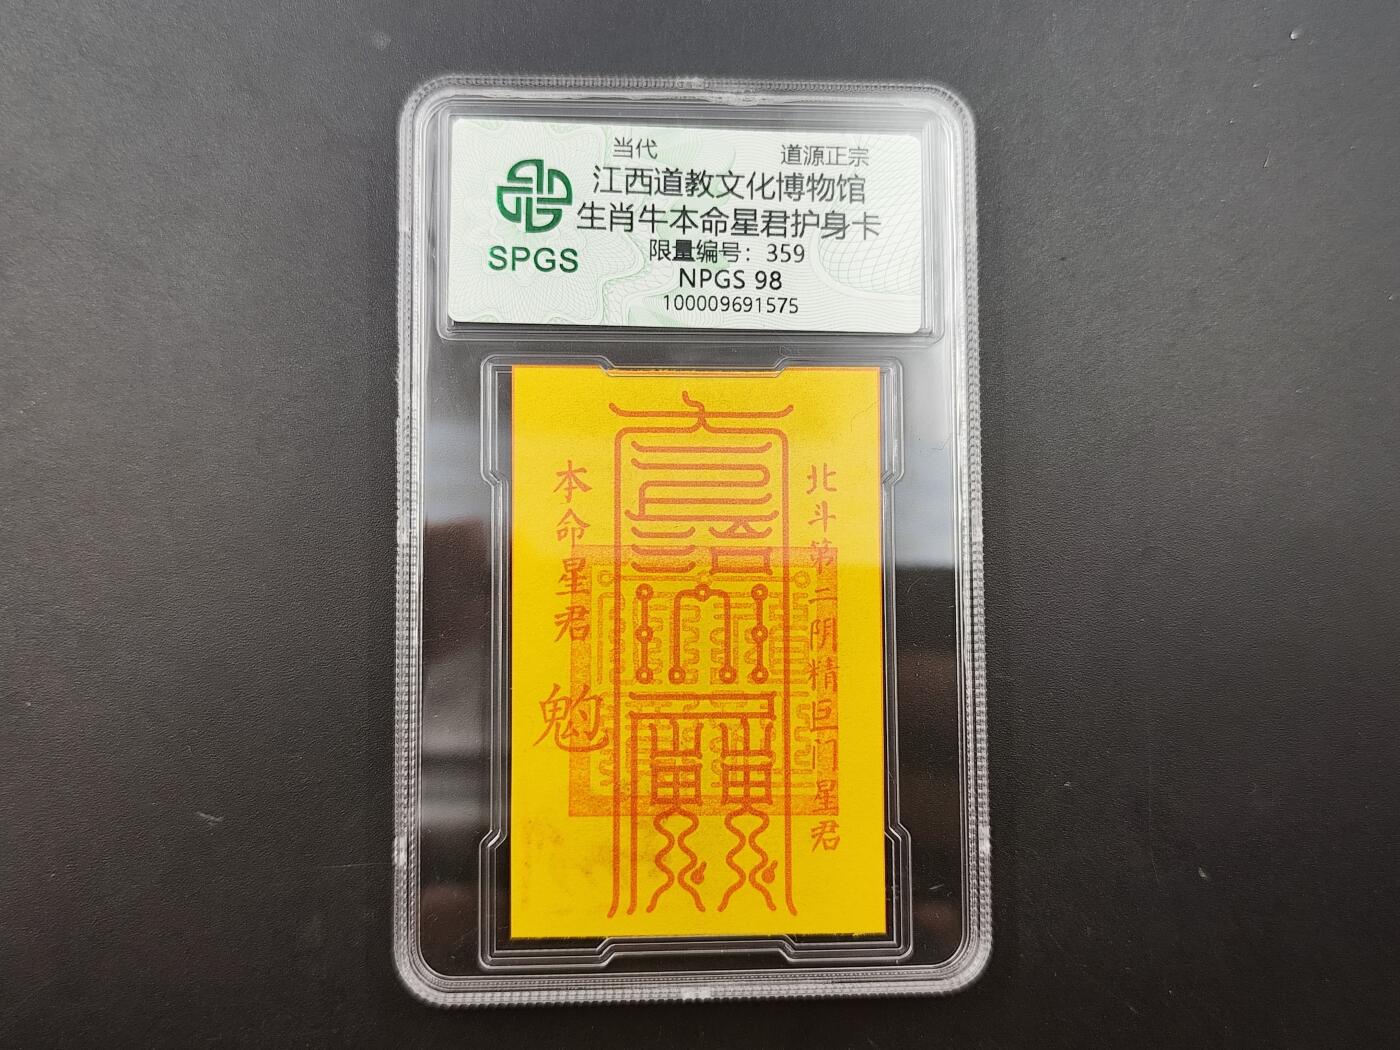 当代 道源正宗
江西道教文化博物馆
生肖牛本命星君护身卡
限量编号：359
NPGS 98
100009691575
SPGS
北斗第二阴精巨门星君
本命星君